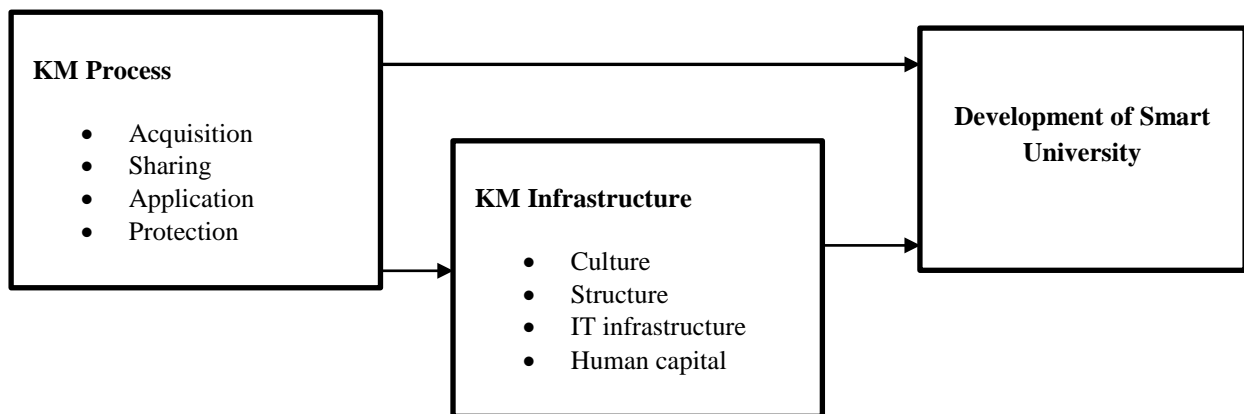 KM Process
• Acquisition
• Sharing
• Application
• Protection
KM Infrastructure
• Culture
• Structure
• IT infrastructure
• Human capital
Development of Smart
University